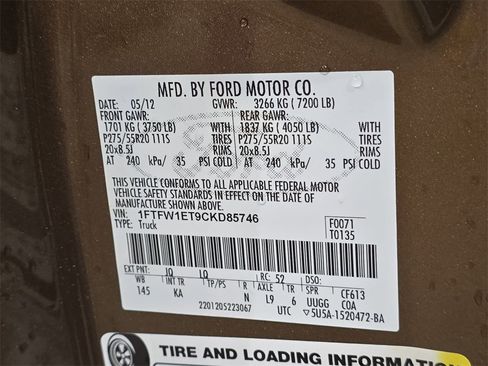 MFD. BY FORD MOTOR CO.
DATE: 05/12 GVWR: 3266 KG ( 7200 LB)
FRONT GAWR: REAR GAWR:
1701 KG ( 3750 LB) WITH 1837 KG ( 4050 LB) WITH
P275/55R20 111S TIRES P275/55R20 111S TIRES
20x8.5J RIMS 20x8.5J RIMS
AT 240 kPa/ 35 PSI COLD AT 240 kPa/ 35 PSI COLD
THIS VEHICLE CONFORMS TO ALL APPLICABLE FEDERAL MOTOR
VEHICLE SAFETY STANDARDS IN EFFECT ON THE DATE OF
MANUFACTURE SHOWN ABOVE.
VIN: 1FTFW1ET9CKD85746 F0071
TYPE: Truck T0135
EXT PNT: JQ LQ RC: 52 DSO:
WB INT TR TP/PS R AXLE TR SPR CF613
145 KA N L9 6 UUGG COA
2201205223067 UTC ▽5U5A-1520472-BA
TIRE AND LOADING INFORMATION